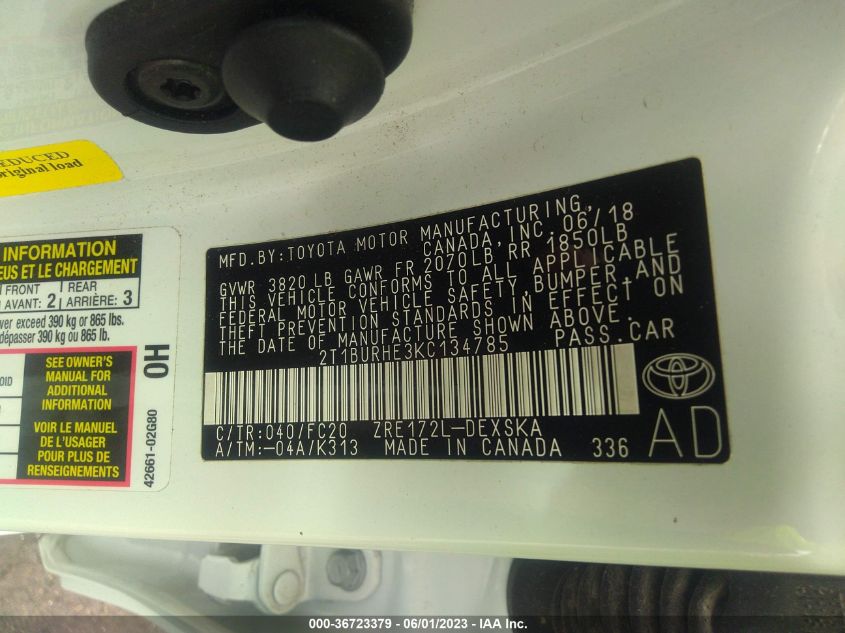 EDUCED
original load
INFORMATION
EUS ET LE CHARGEMENT
FRONT
AVANT: 2
REAR
ARRIÈRE: 3
ver exceed 390 kg or 865 lbs.
dépasser 390 kg ou 865 lb.
SEE OWNER'S
MANUAL FOR
ADDITIONAL
INFORMATION
VOIR LE MANUEL
DE L'USAGER
POUR PLUS DE
RENSEIGNEMENTS
0H
42661-02G80
MFD. BY: TOYOTA MOTOR MANUFACTURING,
CANADA, INC. 06/18
GVWR 3820 LB GAWR FR 2070LB, RR 1850LB
THIS VEHICLE CONFORMS TO ALL APPLICABLE
FEDERAL MOTOR VEHICLE SAFETY, BUMPER, AND
THEFT PREVENTION STANDARDS IN EFFECT ON
THE DATE OF MANUFACTURE SHOWN ABOVE.
2T1BURHE3KC134785 PASS. CAR
C/TR: 040/FC20 ZRE172L-DEXSKA
A/TM: -04A/K313 MADE IN CANADA 336
AD
000-36723379 - 06/01/2023 - IAA Inc.